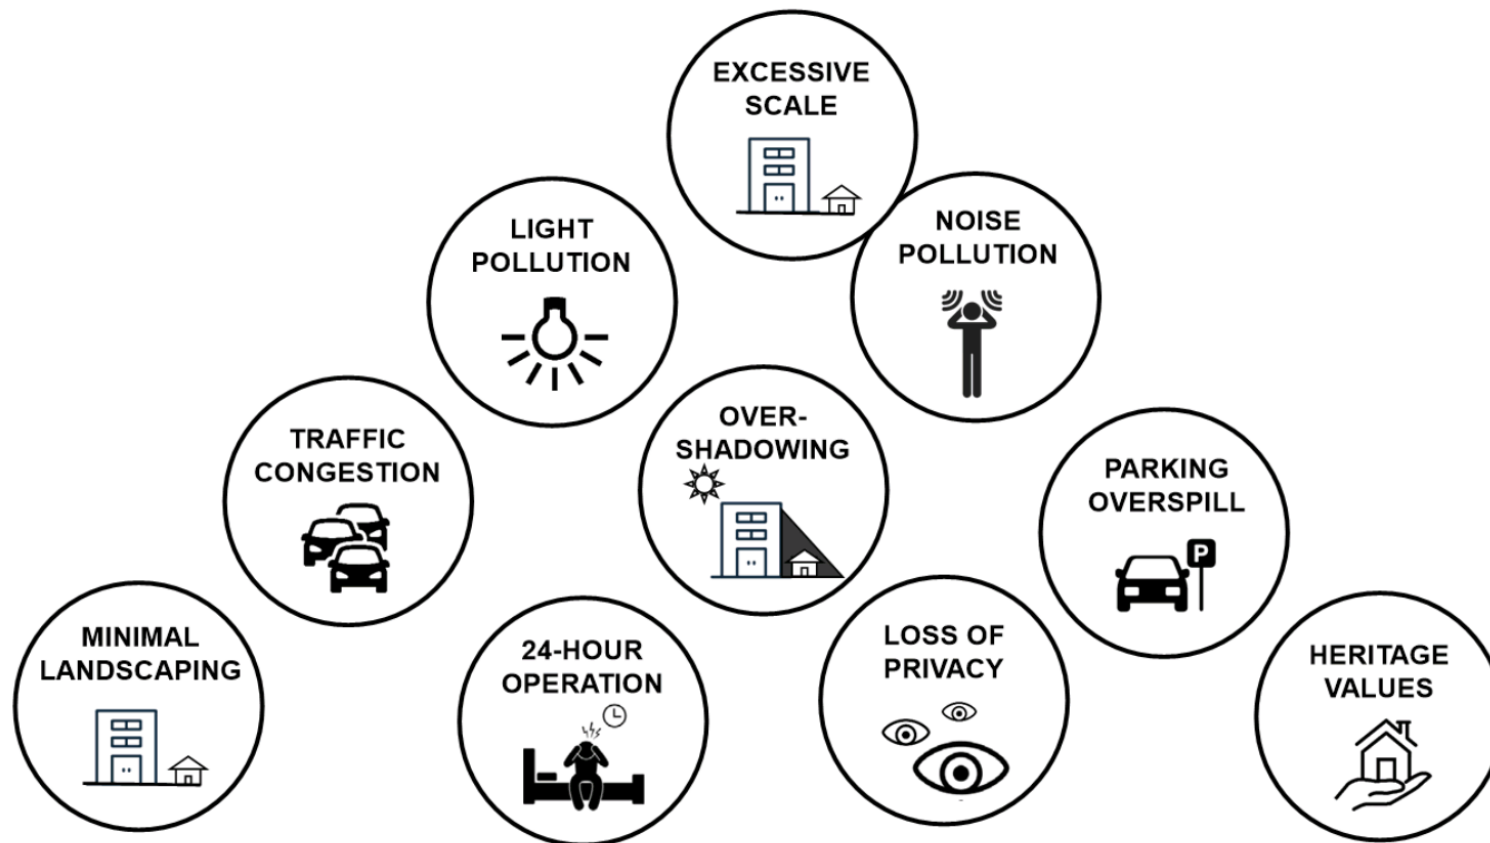 EXCESSIVE
SCALE
LIGHT
POLLUTION
NOISE
POLLUTION
TRAFFIC
CONGESTION
OVER-
SHADOWING
PARKING
OVERSPILL
P
MINIMAL
LANDSCAPING
24-HOUR
OPERATION
LOSS OF
PRIVACY
HERITAGE
VALUES